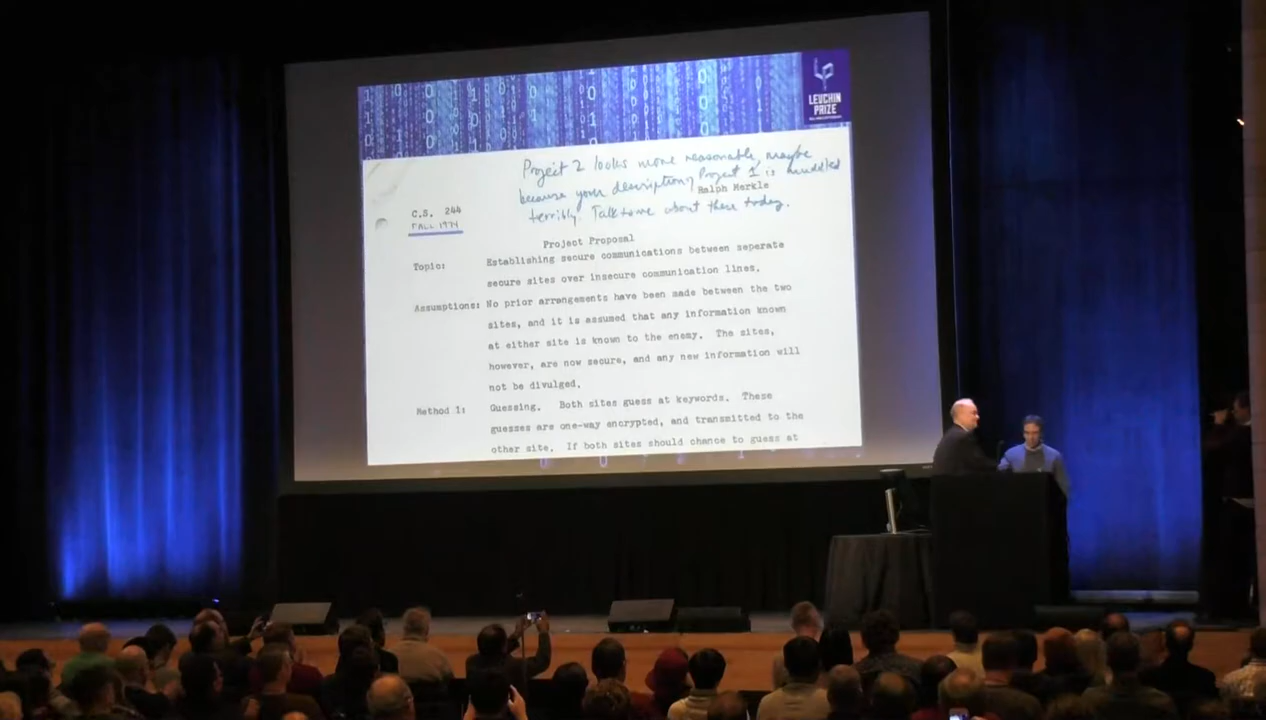 LEVCHIN
PRIZE
Project 2 looks more reasonable, maybe
because your description of Project 1 is muddled
Ralph Merkle
terribly. Talk to me about these today.
C.S. 244
FALL 1974
Project Proposal
Topic: Establishing secure communications between seperate
secure sites over insecure communication lines.
Assumptions: No prior arrangements have been made between the two
sites, and it is assumed that any information known
at either site is known to the enemy. The sites,
however, are now secure, and any new information will
not be divulged.
Method 1: Guessing. Both sites guess at keywords. These
guesses are one-way encrypted, and transmitted to the
other site. If both sites should chance to guess at